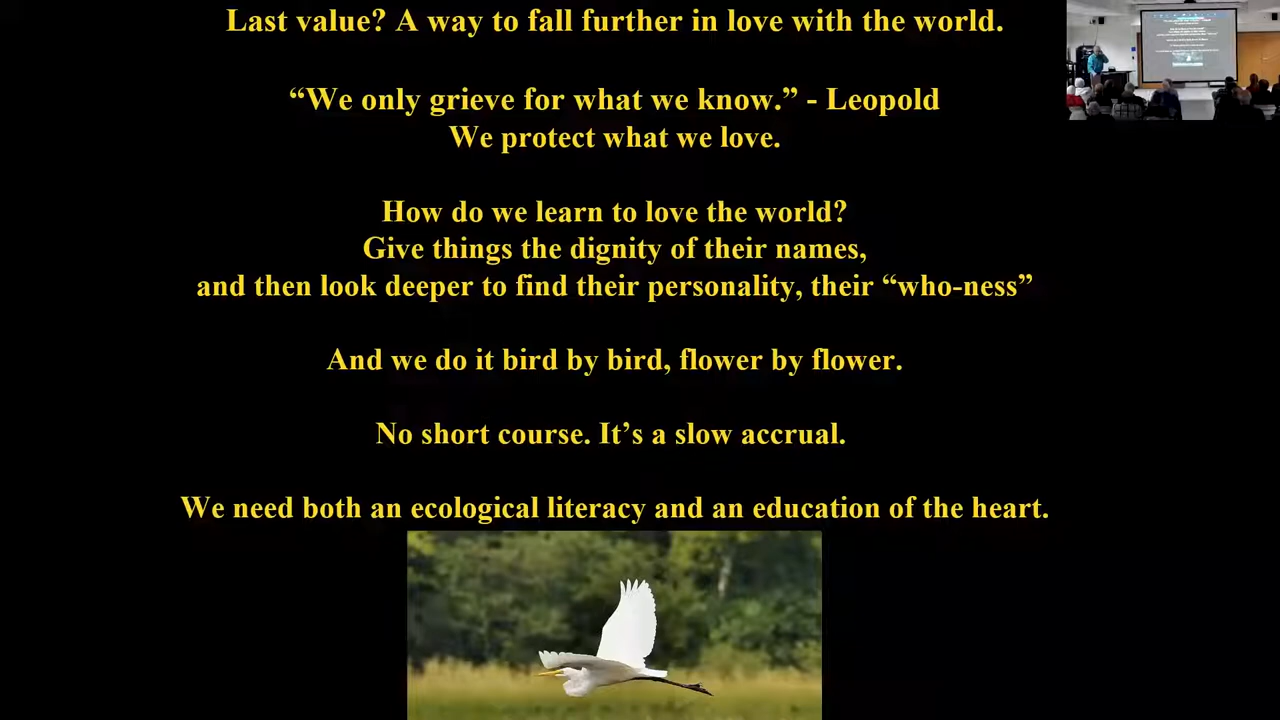 Last value? A way to fall further in love with the world.
“We only grieve for what we know.” - Leopold
We protect what we love.
How do we learn to love the world?
Give things the dignity of their names,
and then look deeper to find their personality, their “who-ness”
And we do it bird by bird, flower by flower.
No short course. It’s a slow accrual.
We need both an ecological literacy and an education of the heart.